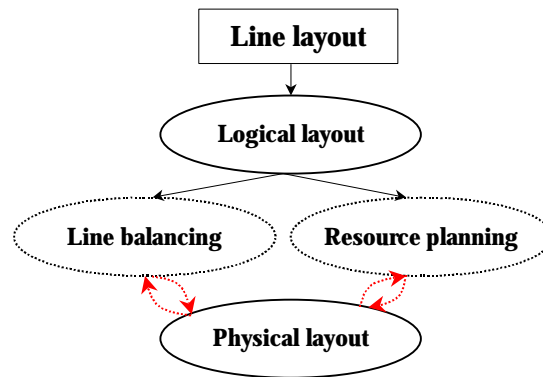 Line layout
Logical layout
Line balancing
Resource planning
Physical layout